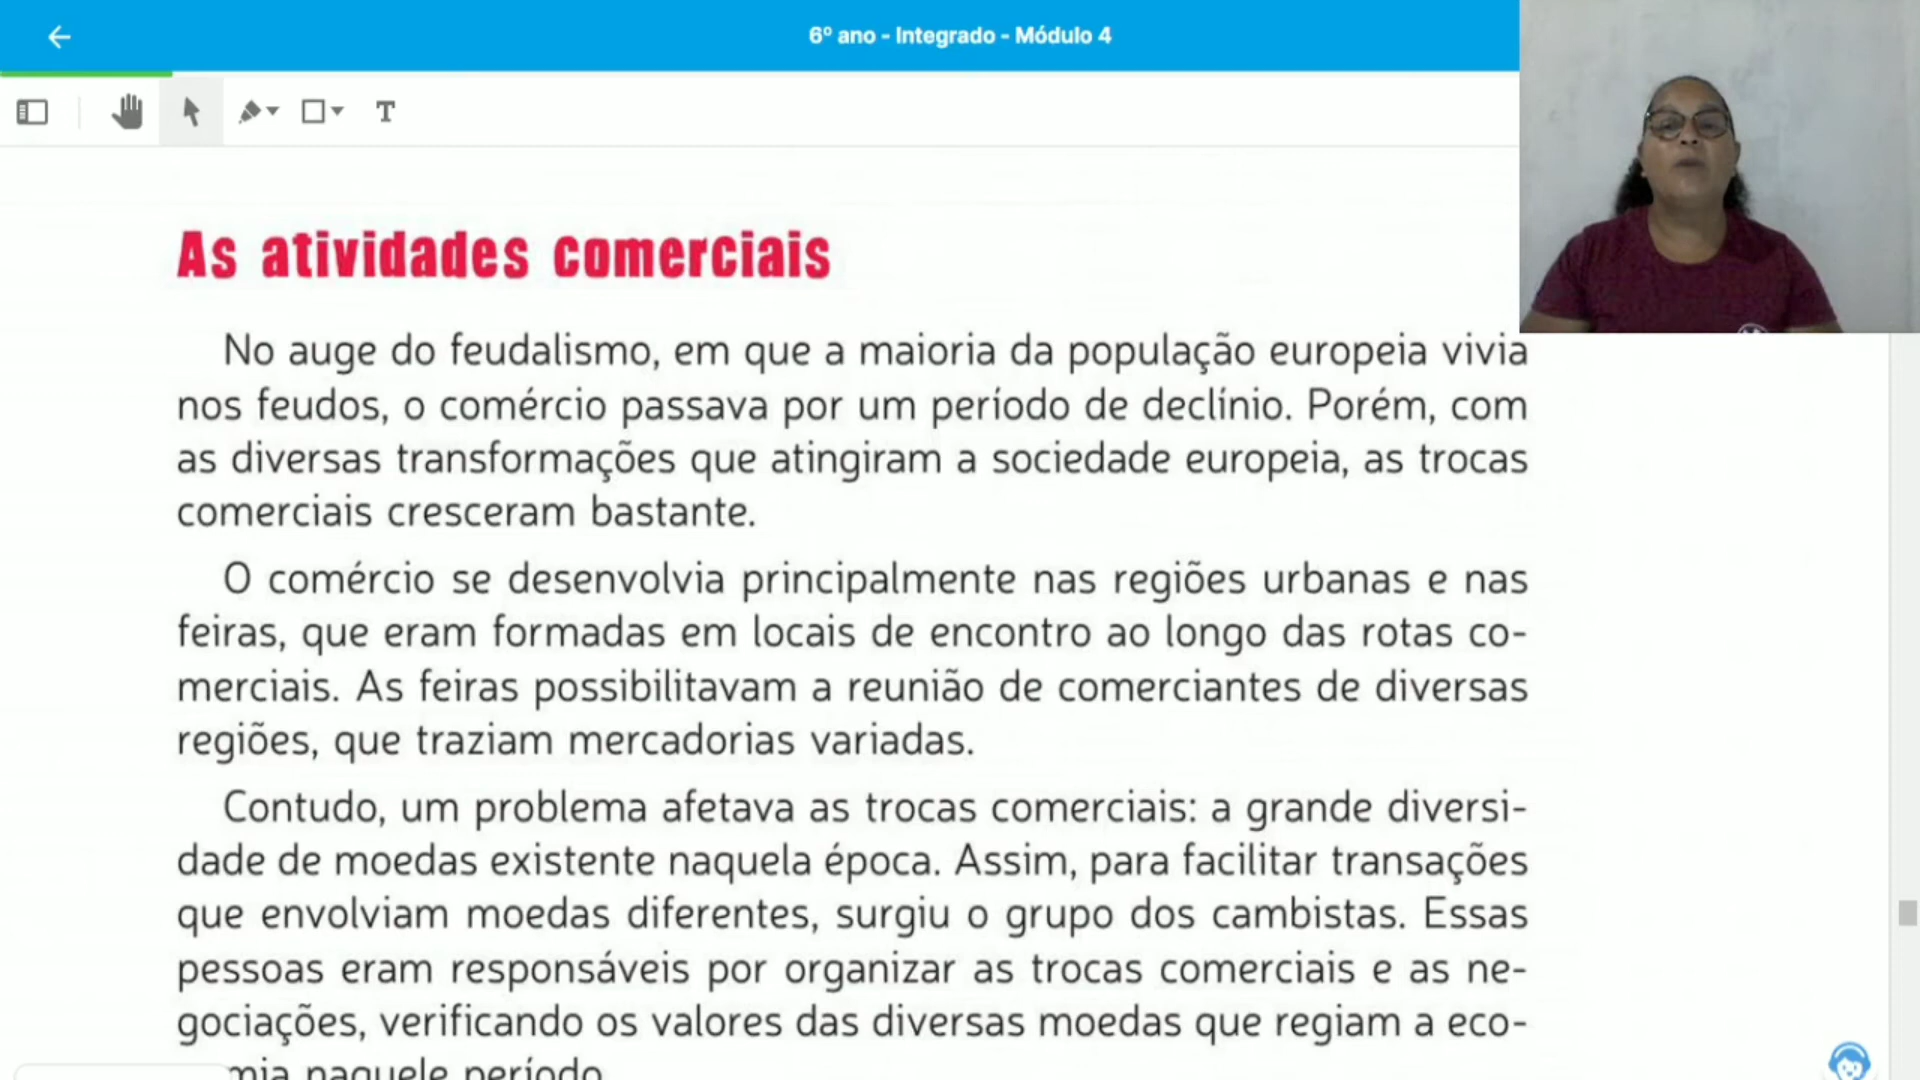 6º ano - Integrado - Módulo 4
T
As atividades comerciais
No auge do feudalismo, em que a maioria da população europeia vivia
nos feudos, o comércio passava por um período de declínio. Porém, com
as diversas transformações que atingiram a sociedade europeia, as trocas
comerciais cresceram bastante.
O comércio se desenvolvia principalmente nas regiões urbanas e nas
feiras, que eram formadas em locais de encontro ao longo das rotas co-
merciais. As feiras possibilitavam a reunião de comerciantes de diversas
regiões, que traziam mercadorias variadas.
Contudo, um problema afetava as trocas comerciais: a grande diversi-
dade de moedas existente naquela época. Assim, para facilitar transações
que envolviam moedas diferentes, surgiu o grupo dos cambistas. Essas
pessoas eram responsáveis por organizar as trocas comerciais e as ne-
gociações, verificando os valores das diversas moedas que regiam a eco-
mia naquele período.